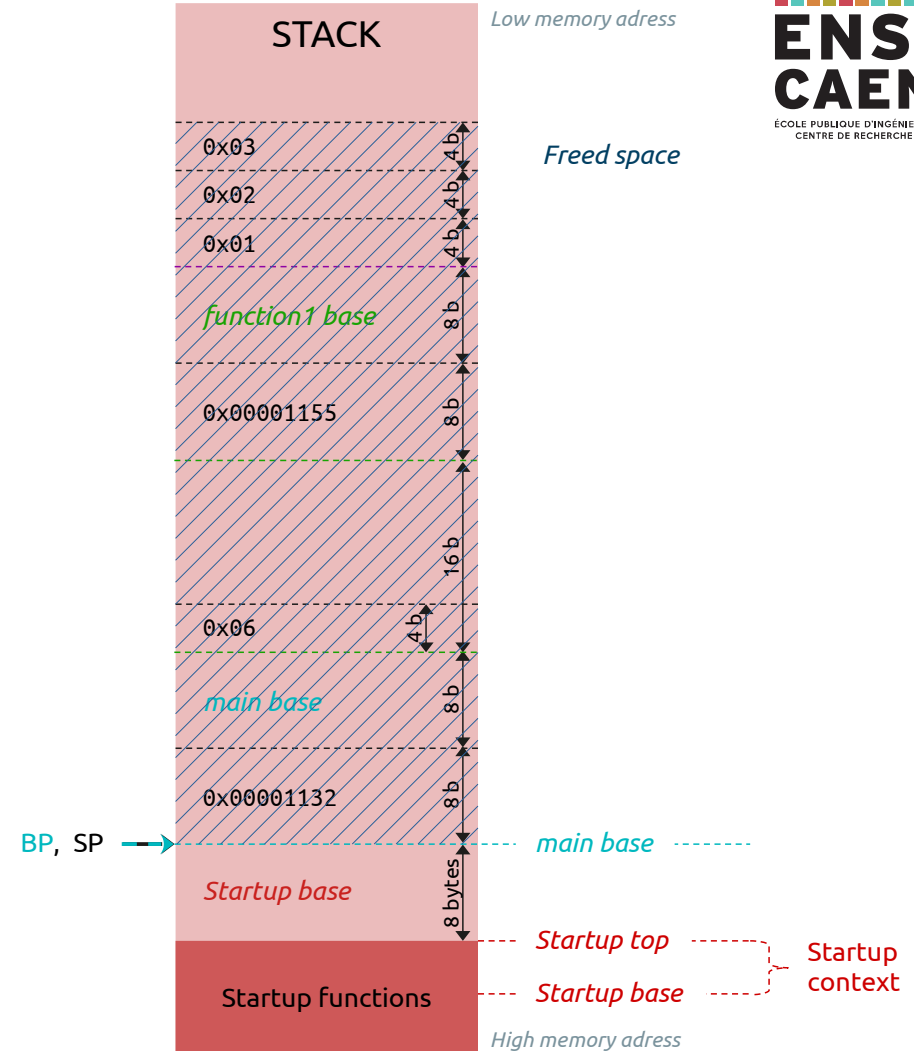 STACK
Low memory adress
ENS
CAEN
ÉCOLE PUBLIQUE D'INGÉNIE
CENTRE DE RECHERCHE
0x03
4 b
Freed space
0x02
4 b
0x01
4 b
function1 base
8 b
0x00001155
8 b
16 b
0x06
4 b
main base
8 b
0x00001132
8 b
BP, SP
main base
Startup base
8 bytes
Startup top
Startup
context
Startup functions
Startup base
High memory adress